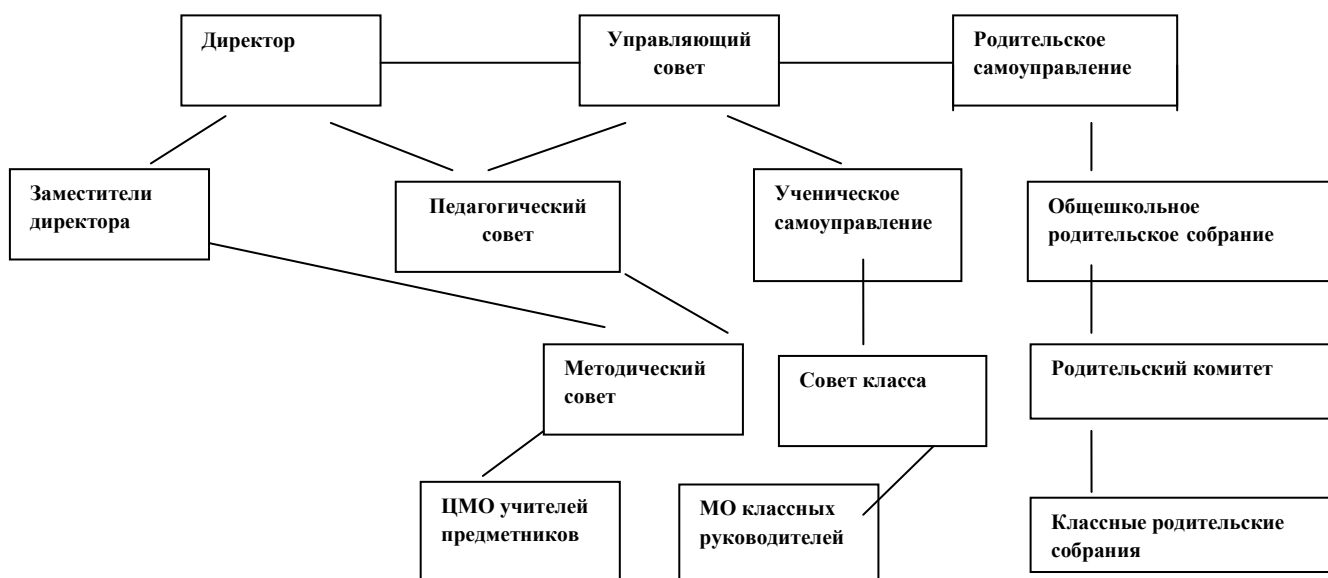 Директор
Управляющий
совет
Родительское
самоуправление
Заместители
директора
Педагогический
совет
Ученическое
самоуправление
Общешкольное
родительское собрание
Методический
совет
Совет класса
Родительский комитет
ЦМО учителей
предметников
МО классных
руководителей
Классные родительские
собрания